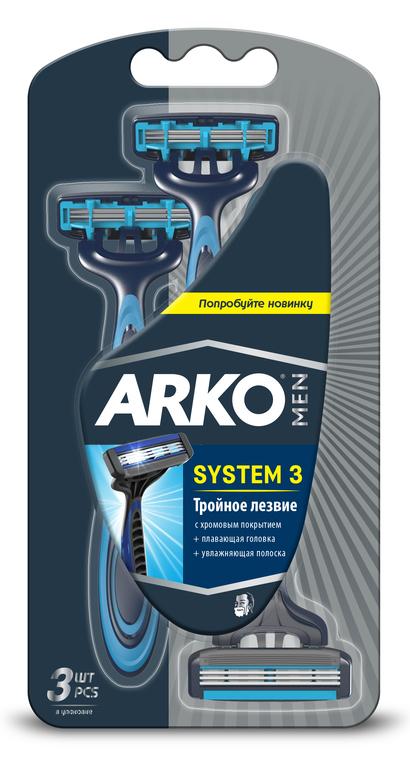 Попробуйте новинку
ARKO® MEN
SYSTEM 3
Тройное лезвие
с хромовым покрытием
+ плавающая головка
+ увлажняющая полоска
3 ШТ
PCS
в упаковке